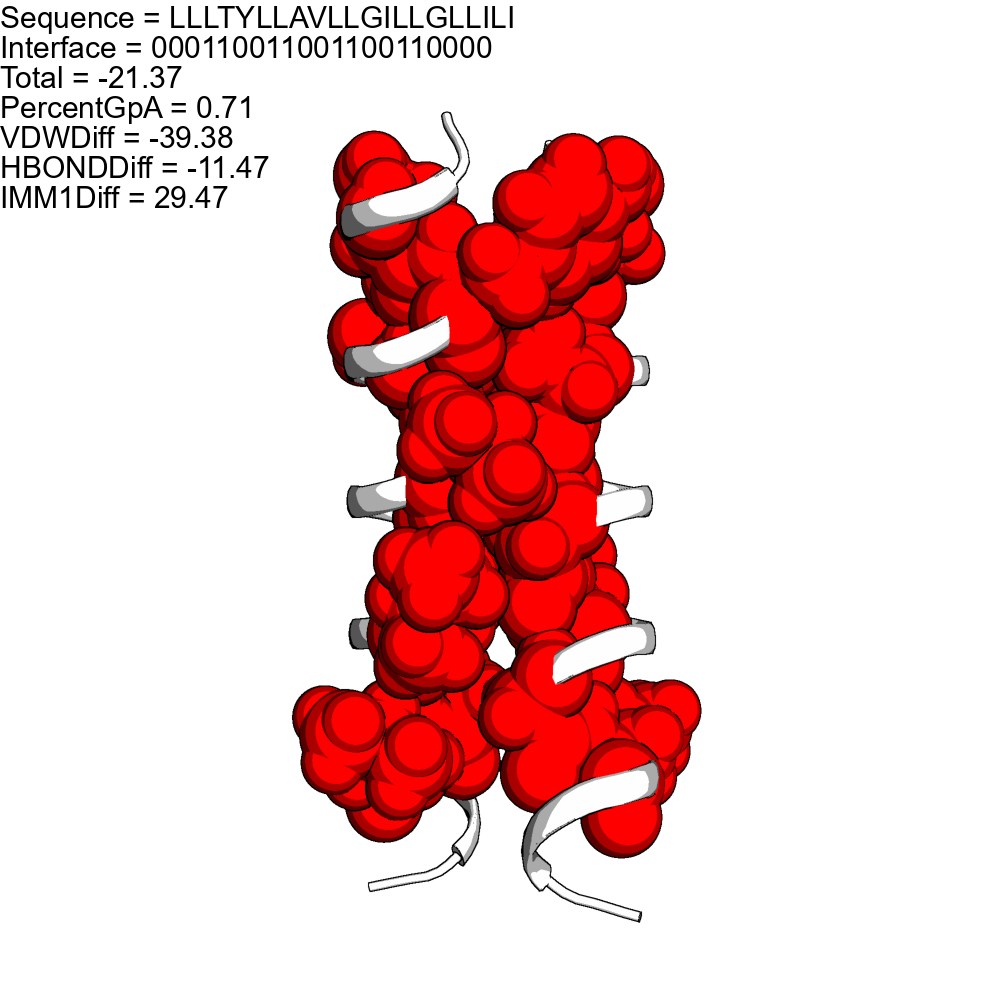 Sequence = LLLTYLLAVLLGILLGLLILI
Interface = 000110011001100110000
Total = -21.37
PercentGpA = 0.71
VDWDiff = -39.38
HBONDDiff = -11.47
IMM1Diff = 29.47